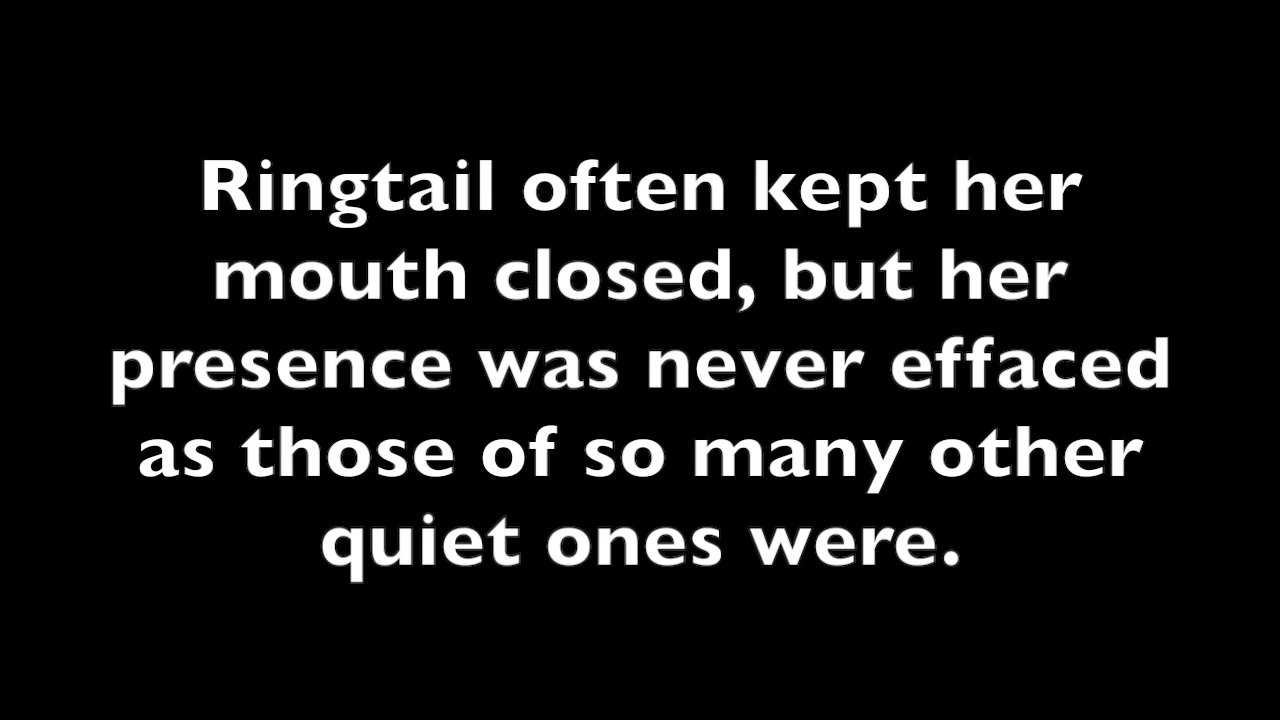 Ringtail often kept her
mouth closed, but her
presence was never effaced
as those of so many other
quiet ones were.